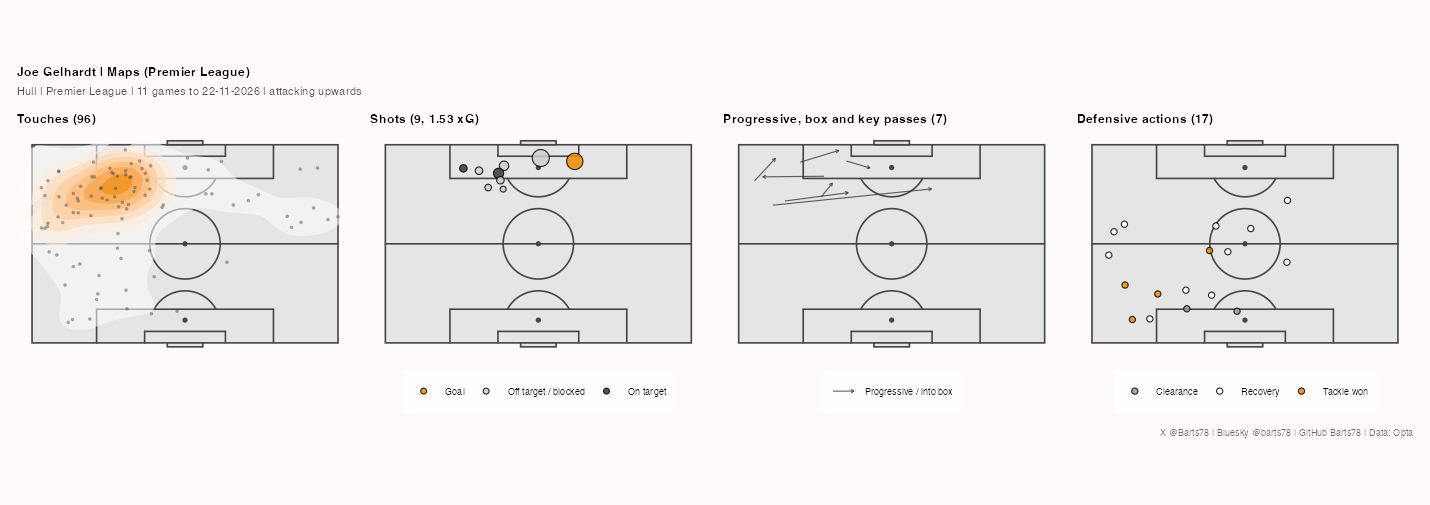 Joe Gelhardt | Maps (Premier League)
Hull | Premier League | 11 games to 22-11-2026 | attacking upwards
Touches (96)
Shots (9, 1.53 xG)
Progressive, box and key passes (7)
Defensive actions (17)
Goal
Off target / blocked
On target
Progressive / into box
Clearance
Recovery
Tackle won
X @Barts78 | Bluesky @barts78 | GitHub Barts78 | Data: Opta